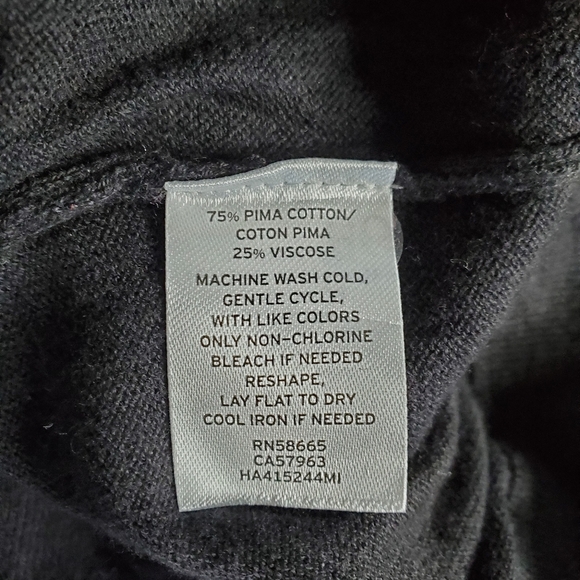 75% PIMA COTTON/
COTON PIMA
25% VISCOSE
MACHINE WASH COLD,
GENTLE CYCLE,
WITH LIKE COLORS
ONLY NON-CHLORINE
BLEACH IF NEEDED
RESHAPE,
LAY FLAT TO DRY
COOL IRON IF NEEDED
RN58665
CA57963
HA415244MI